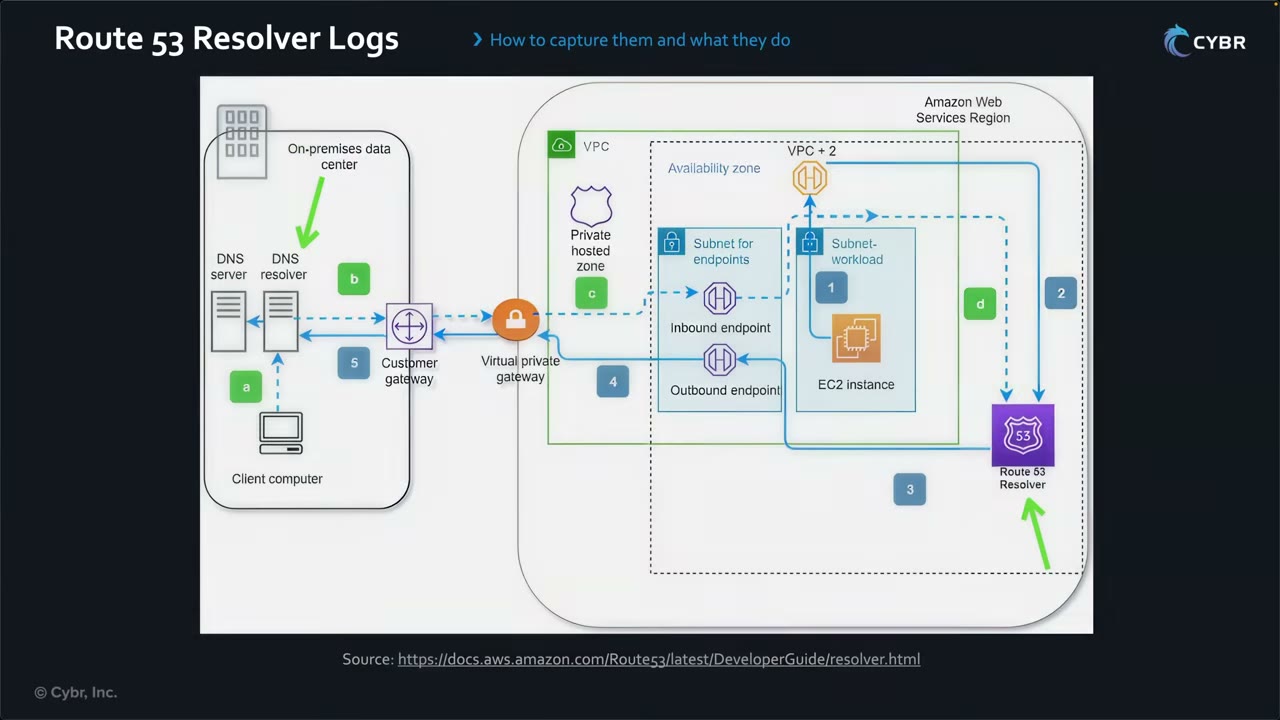 Route 53 Resolver Logs
❯ How to capture them and what they do
CYBR
Amazon Web
Services Region
On-premises data
center
VPC
VPC + 2
Availability zone
Private
hosted
zone
Subnet for
endpoints
Subnet-
workload
DNS
server
DNS
resolver
b
c
1
d
2
Inbound endpoint
5
Customer
gateway
Virtual private
gateway
4
Outbound endpoint
EC2 instance
a
53
Route 53
Resolver
Client computer
3
Source: https://docs.aws.amazon.com/Route53/latest/DeveloperGuide/resolver.html
© Cybr, Inc.